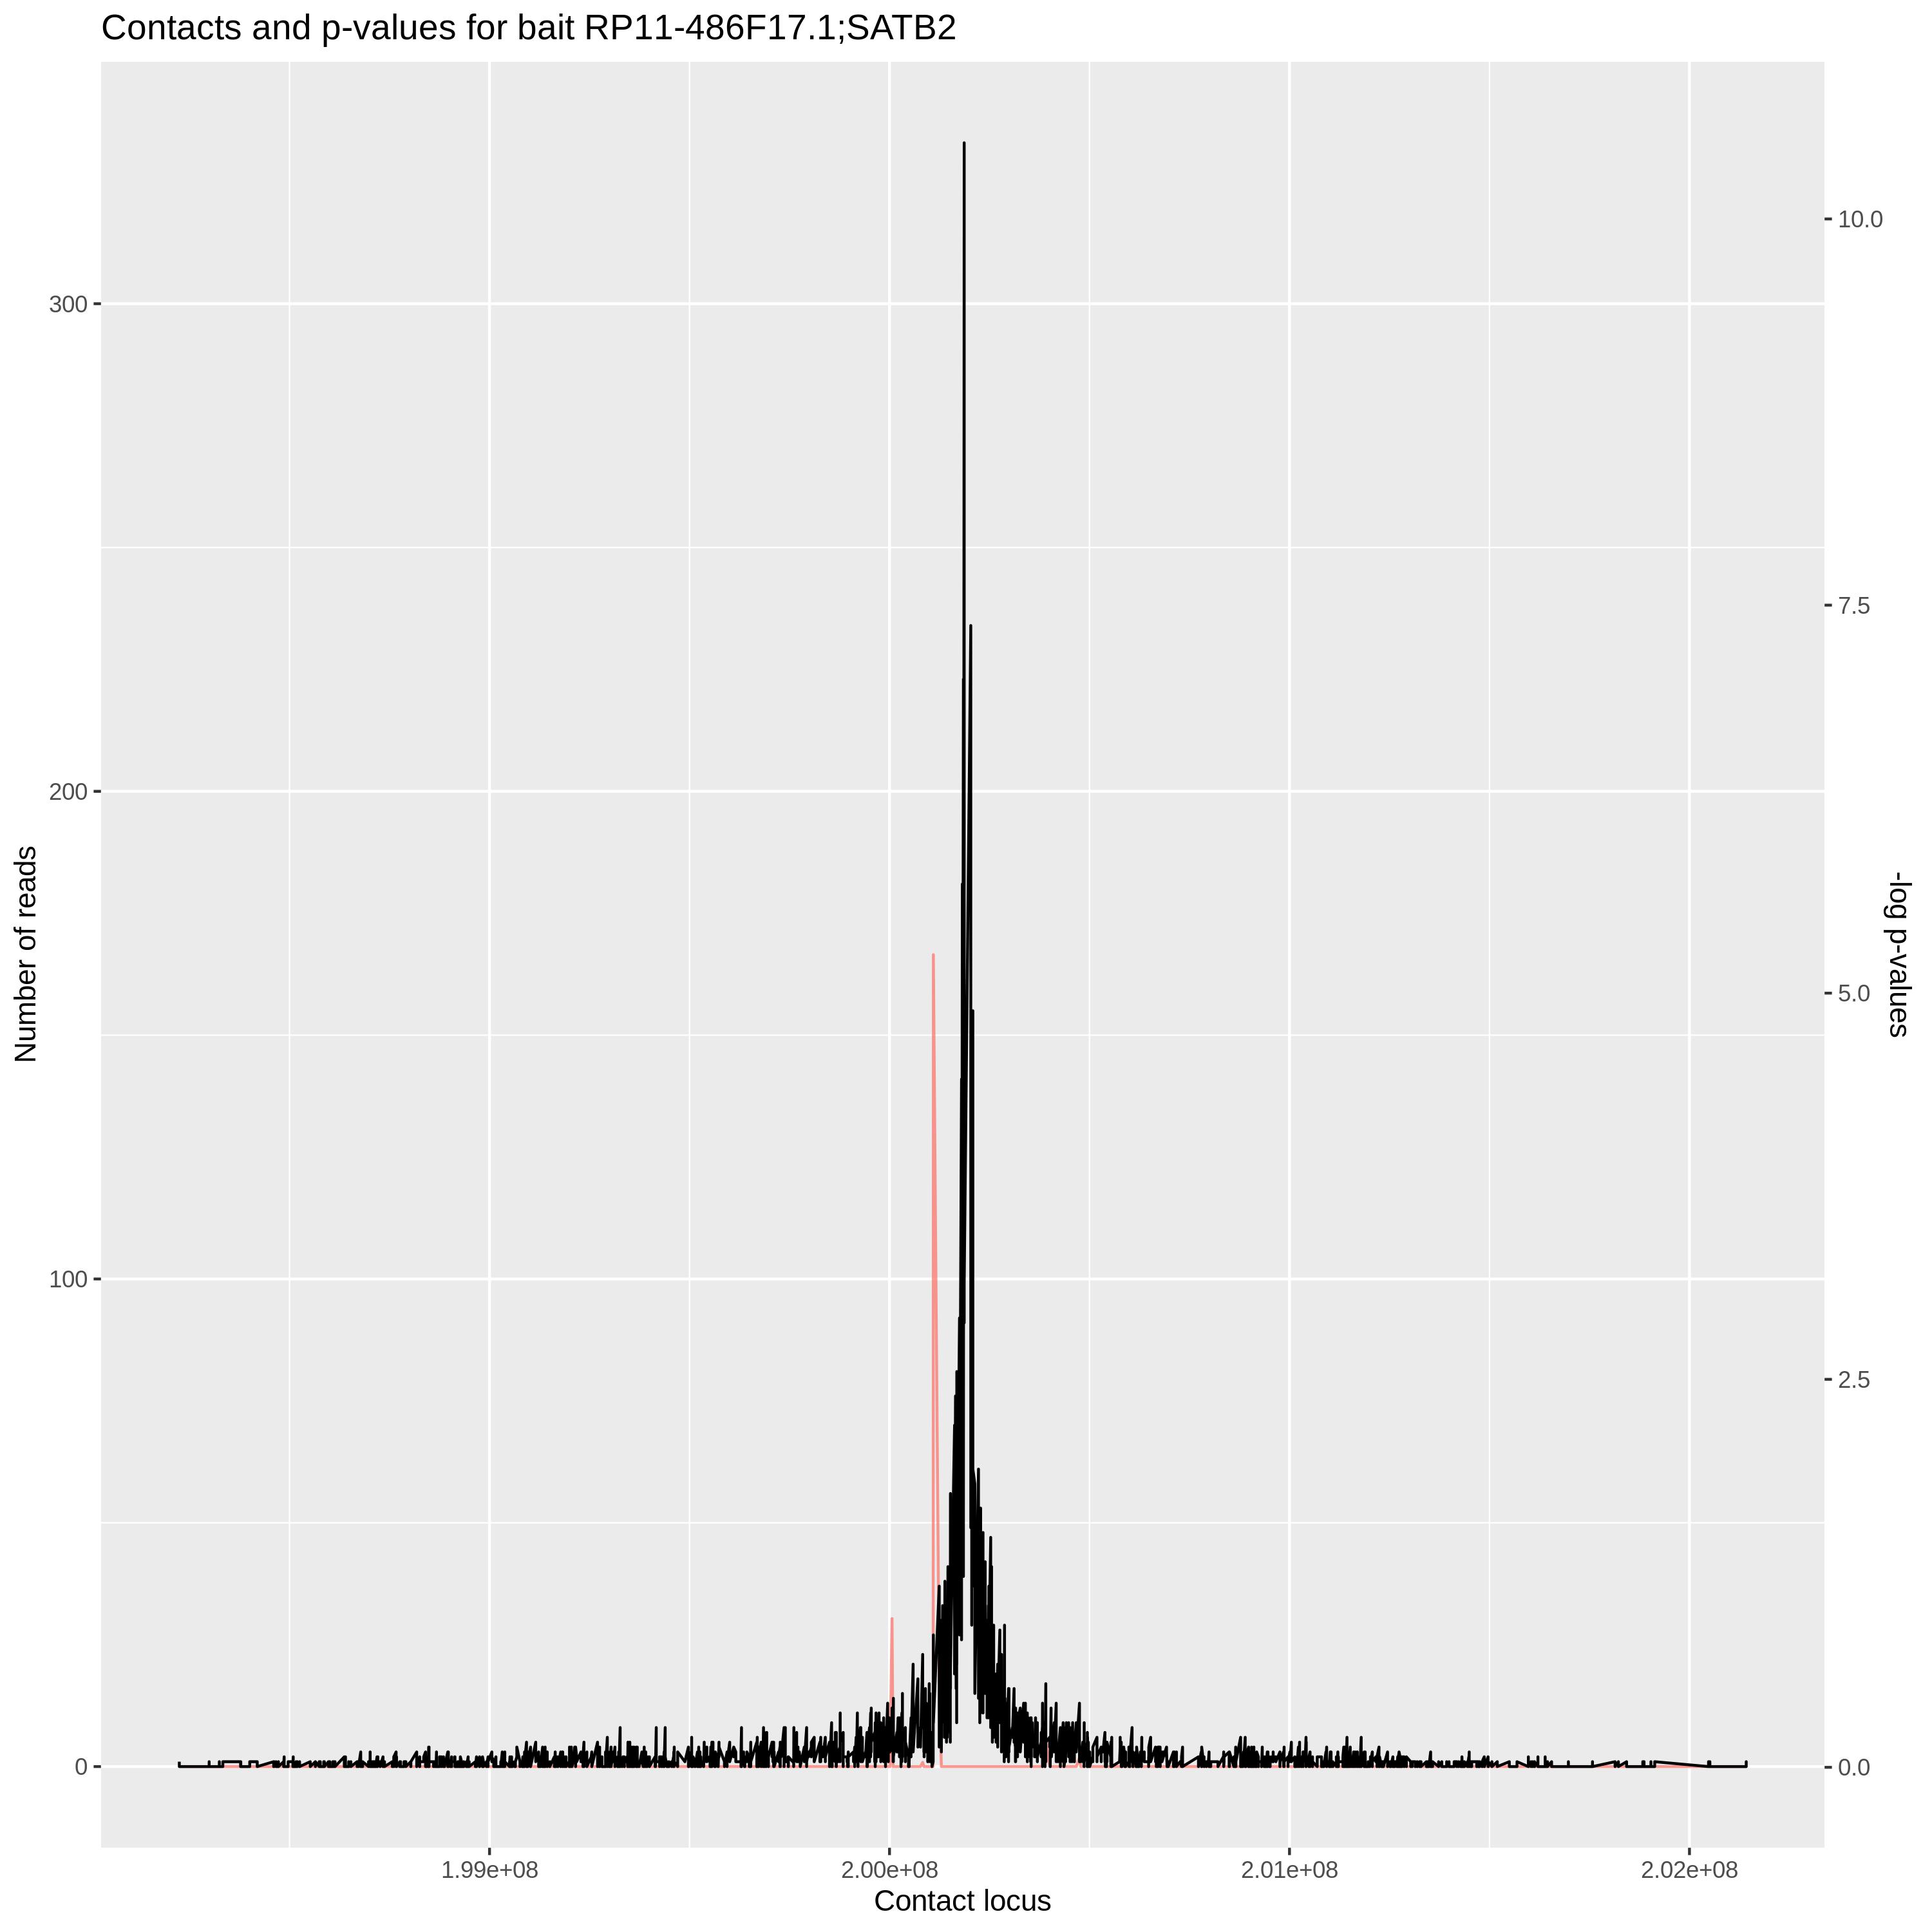 Contacts and p-values for bait RP11-486F17.1;SATB2
300
200
100
0
Number of reads
10.0
7.5
5.0
2.5
0.0
-log p-values
1.99e+08
2.00e+08
2.01e+08
2.02e+08
Contact locus